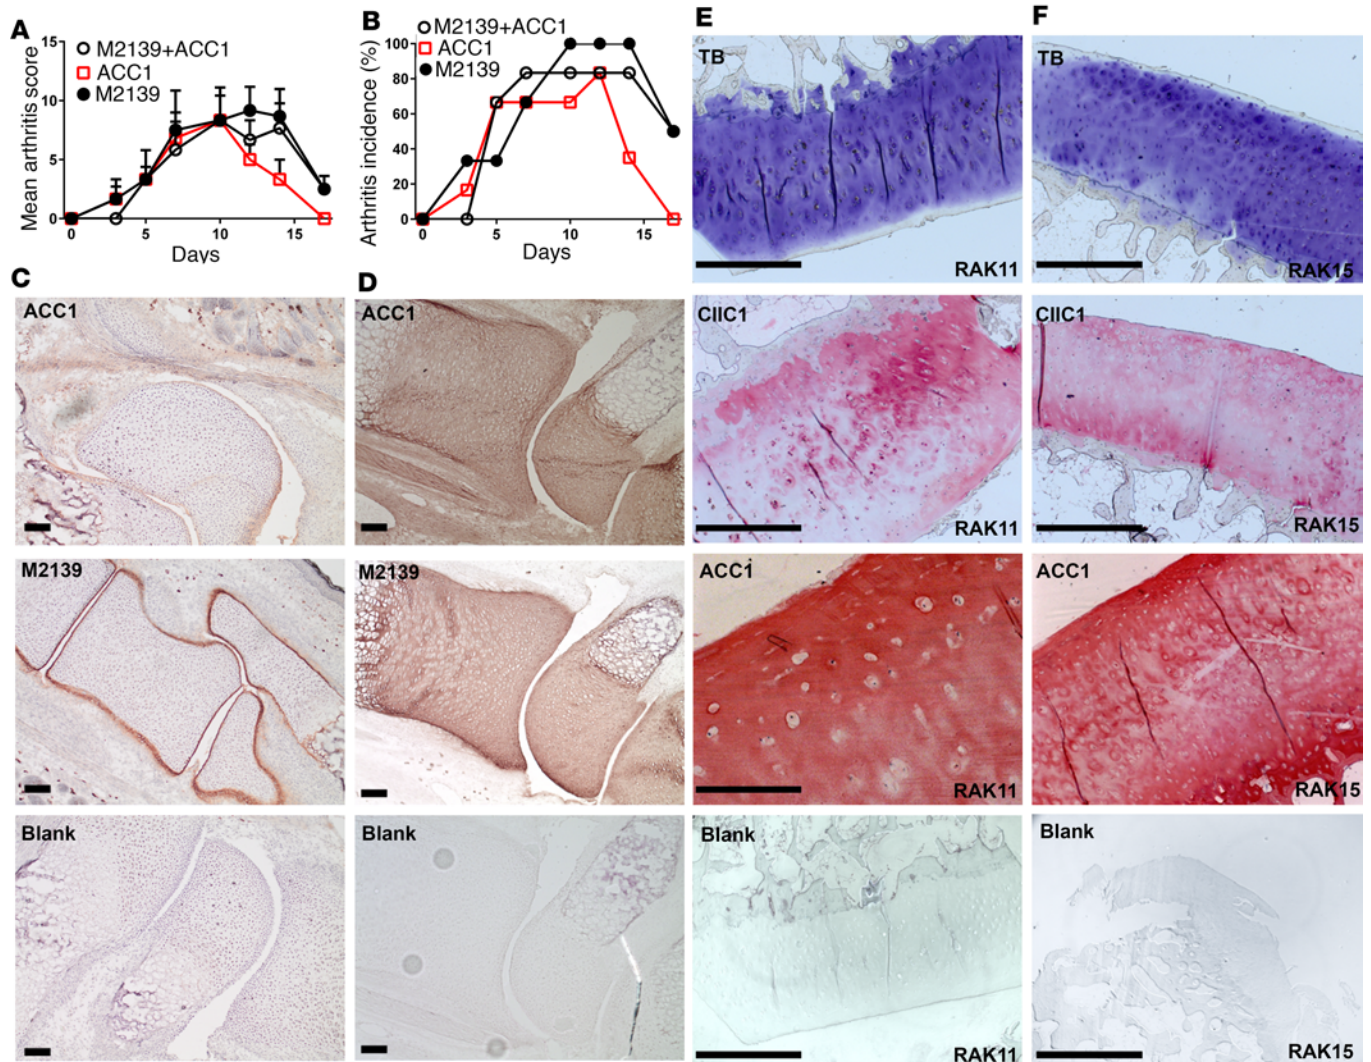 A
M2139+ACC1
ACC1
M2139
Mean arthritis score
15
10
5
0
0 5 10 15
Days
B
M2139+ACC1
ACC1
M2139
Arthritis incidence (%)
100
80
60
40
20
0
0 5 10 15
Days
C
ACC1
M2139
Blank
D
ACC1
M2139
Blank
E
TB
RAK11
CIIC1
RAK11
ACC1
RAK11
Blank
RAK11
F
TB
RAK15
CIIC1
RAK15
ACC1
RAK15
Blank
RAK15